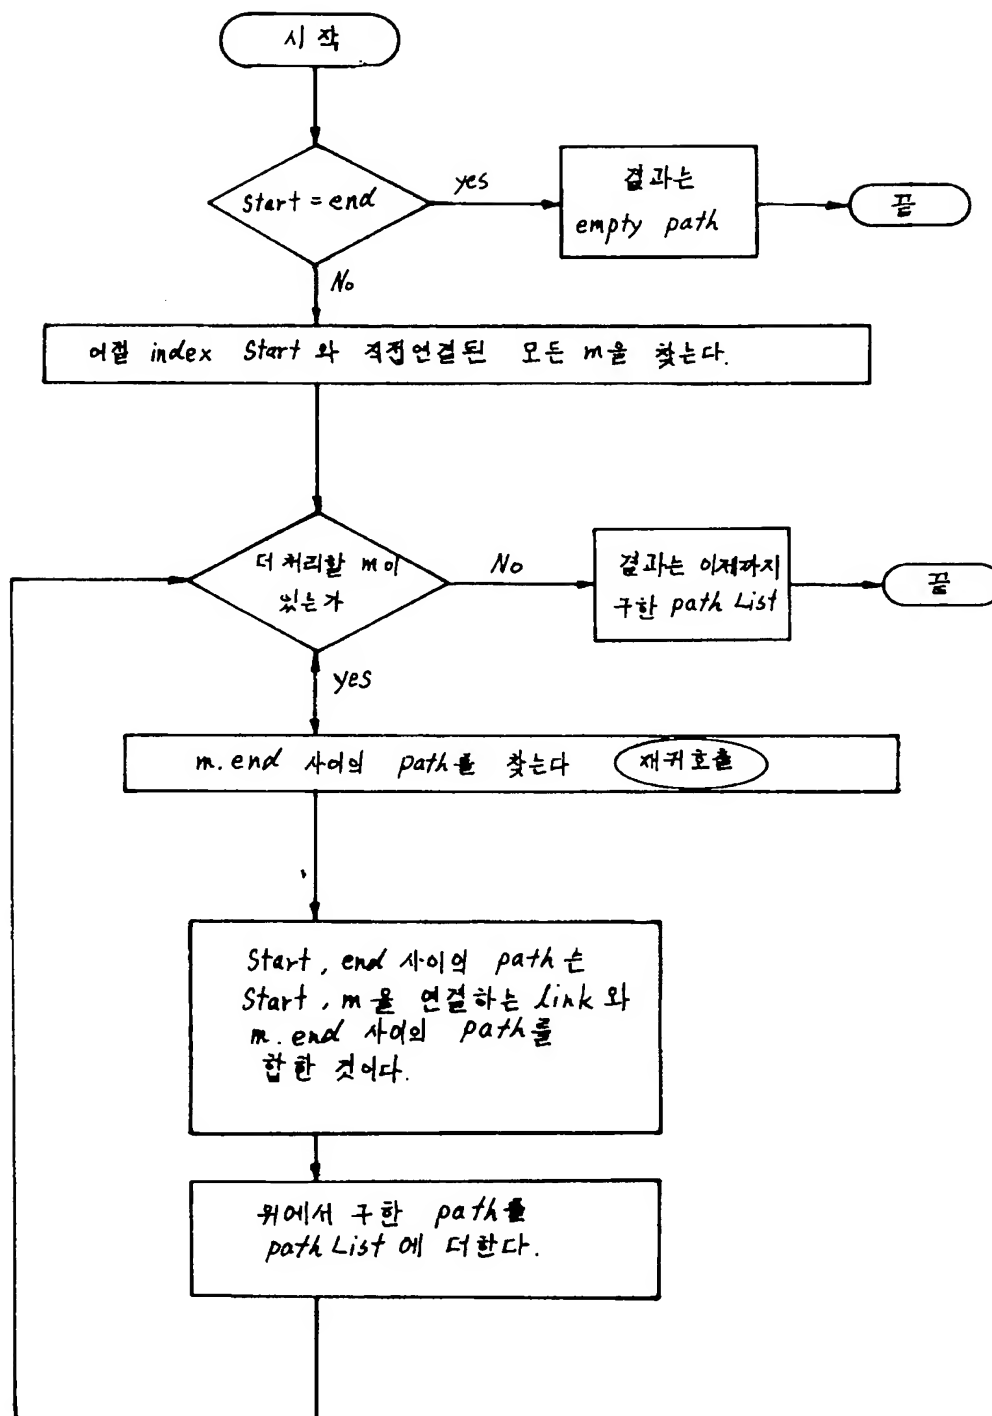 시작
start = end
yes
결과는
empty path
끝
No
어절 index Start 와 직접연결된 모든 m을 찾는다.
더 처리할 m이
있는가
No
결과는 이제까지
구한 path List
끝
yes
m.end 사이의 path를 찾는다 재귀호출
Start, end 사이의 path는
Start, m을 연결하는 link 와
m.end 사이의 path를
합한 것이다.
위에서 구한 path를
path List 에 더한다.